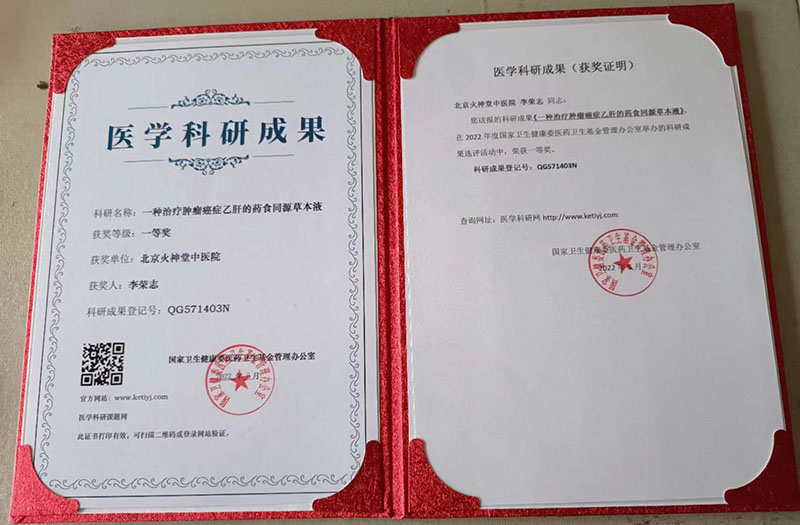 医学科研成果
科研名称：一种治疗肿瘤癌症乙肝的药食同源草本液
获奖等级：一等奖
获奖单位：北京火神堂中医院
获奖人：李荣志
科研成果登记号：QG571403N
国家卫生健康委医药卫生基金管理办公室
2022 年 5 月
官方网站：www.ketiyj.com
医学科研课题网
此证书打印有效，可扫描二维码或登录网站验证。
医学科研成果（获奖证明）
北京火神堂中医院 李荣志 同志：
您送报的科研成果《一种治疗肿瘤癌症乙肝的药食同源草本液》，
在 2022 年度国家卫生健康委医药卫生基金管理办公室举办的科研成
果选评活动中，荣获一等奖。
科研成果登记号：QG571403N
查询网址：医学科研网 http://www.ketiyj.com
国家卫生健康委医药卫生基金管理办公室
2022 年 5 月